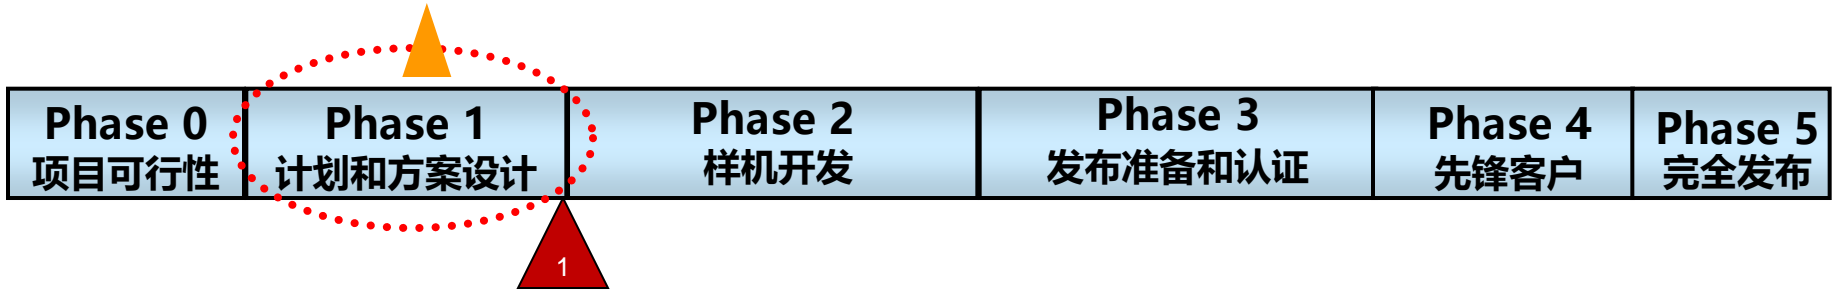 Phase 0
项目可行性
Phase 1
计划和方案设计
Phase 2
样机开发
Phase 3
发布准备和认证
Phase 4
先锋客户
Phase 5
完全发布
1